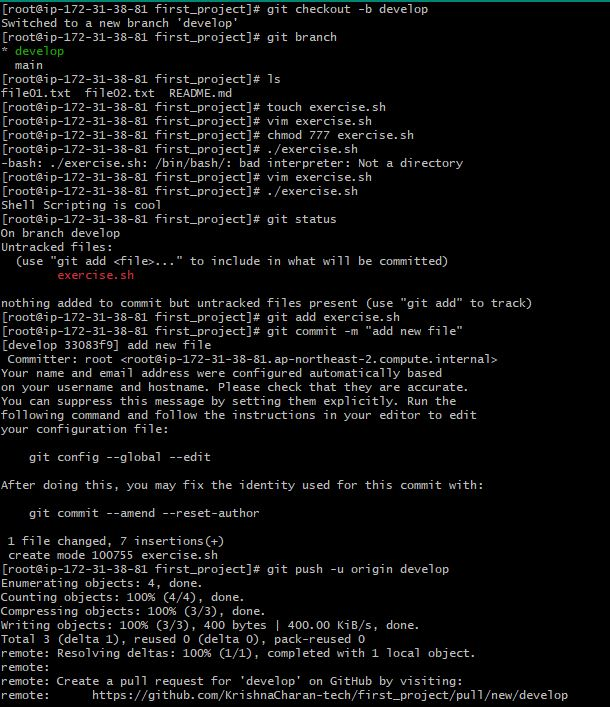 [root@ip-172-31-38-81 first_project]# git checkout -b develop
Switched to a new branch 'develop'
[root@ip-172-31-38-81 first_project]# git branch
* develop
  main
[root@ip-172-31-38-81 first_project]# ls
file01.txt  file02.txt  README.md
[root@ip-172-31-38-81 first_project]# touch exercise.sh
[root@ip-172-31-38-81 first_project]# vim exercise.sh
[root@ip-172-31-38-81 first_project]# chmod 777 exercise.sh
[root@ip-172-31-38-81 first_project]# ./exercise.sh
-bash: ./exercise.sh: /bin/bash/: bad interpreter: Not a directory
[root@ip-172-31-38-81 first_project]# vim exercise.sh
[root@ip-172-31-38-81 first_project]# ./exercise.sh
Shell Scripting is cool
[root@ip-172-31-38-81 first_project]# git status
On branch develop
Untracked files:
  (use "git add <file>..." to include in what will be committed)
        exercise.sh

nothing added to commit but untracked files present (use "git add" to track)
[root@ip-172-31-38-81 first_project]# git add exercise.sh
[root@ip-172-31-38-81 first_project]# git commit -m "add new file"
[develop 33083f9] add new file
 Committer: root <root@ip-172-31-38-81.ap-northeast-2.compute.internal>
Your name and email address were configured automatically based
on your username and hostname. Please check that they are accurate.
You can suppress this message by setting them explicitly. Run the
following command and follow the instructions in your editor to edit
your configuration file:

    git config --global --edit

After doing this, you may fix the identity used for this commit with:

    git commit --amend --reset-author

 1 file changed, 7 insertions(+)
 create mode 100755 exercise.sh
[root@ip-172-31-38-81 first_project]# git push -u origin develop
Enumerating objects: 4, done.
Counting objects: 100% (4/4), done.
Compressing objects: 100% (3/3), done.
Writing objects: 100% (3/3), 400 bytes | 400.00 KiB/s, done.
Total 3 (delta 1), reused 0 (delta 0), pack-reused 0
remote: Resolving deltas: 100% (1/1), completed with 1 local object.
remote:
remote: Create a pull request for 'develop' on GitHub by visiting:
remote:      https://github.com/KrishnaCharan-tech/first_project/pull/new/develop